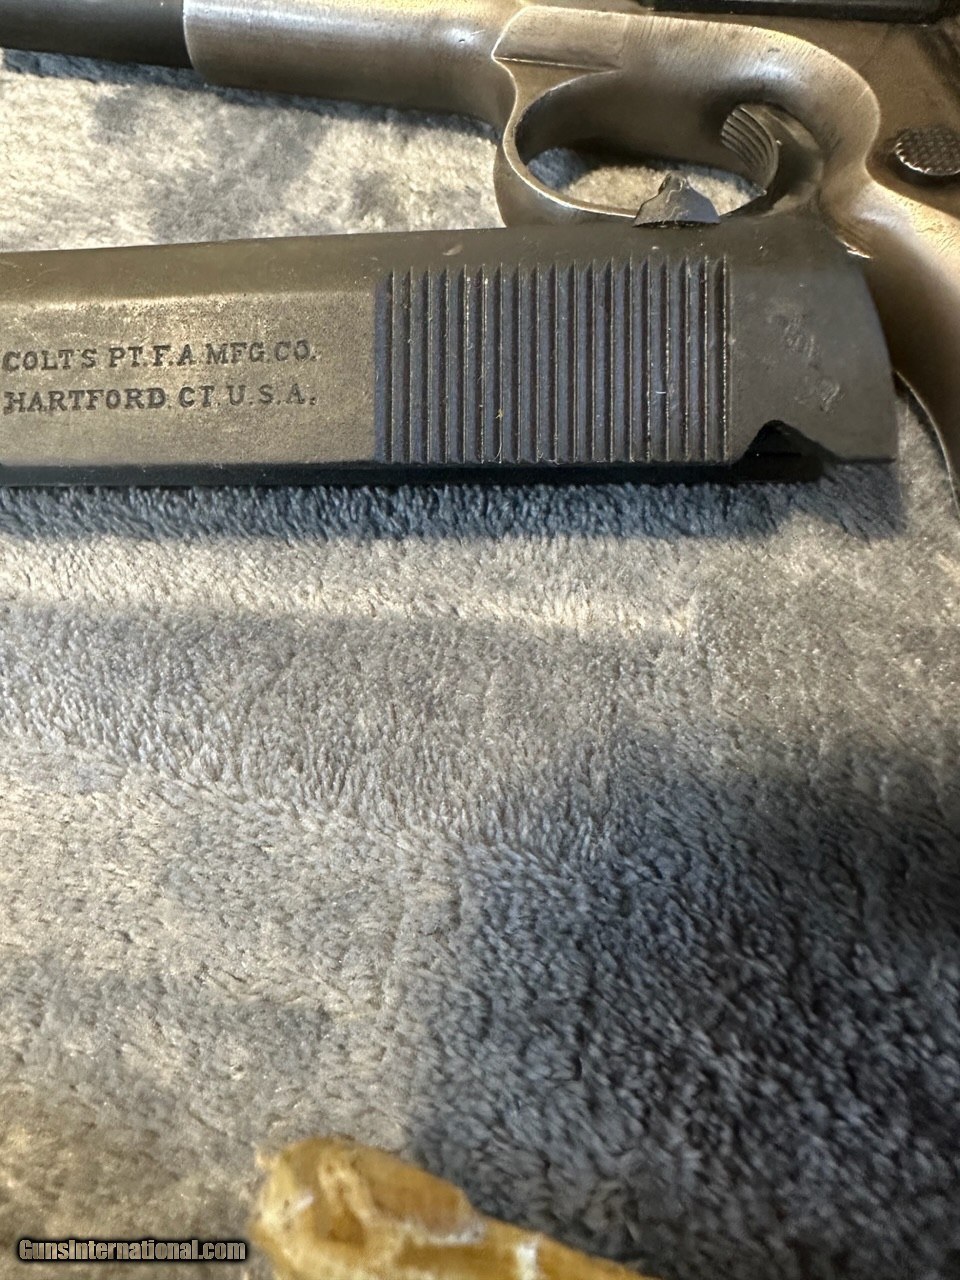 COLT'S PT. F. A. MFG. CO.
HARTFORD. CT. U. S. A.
GunsInternational.com